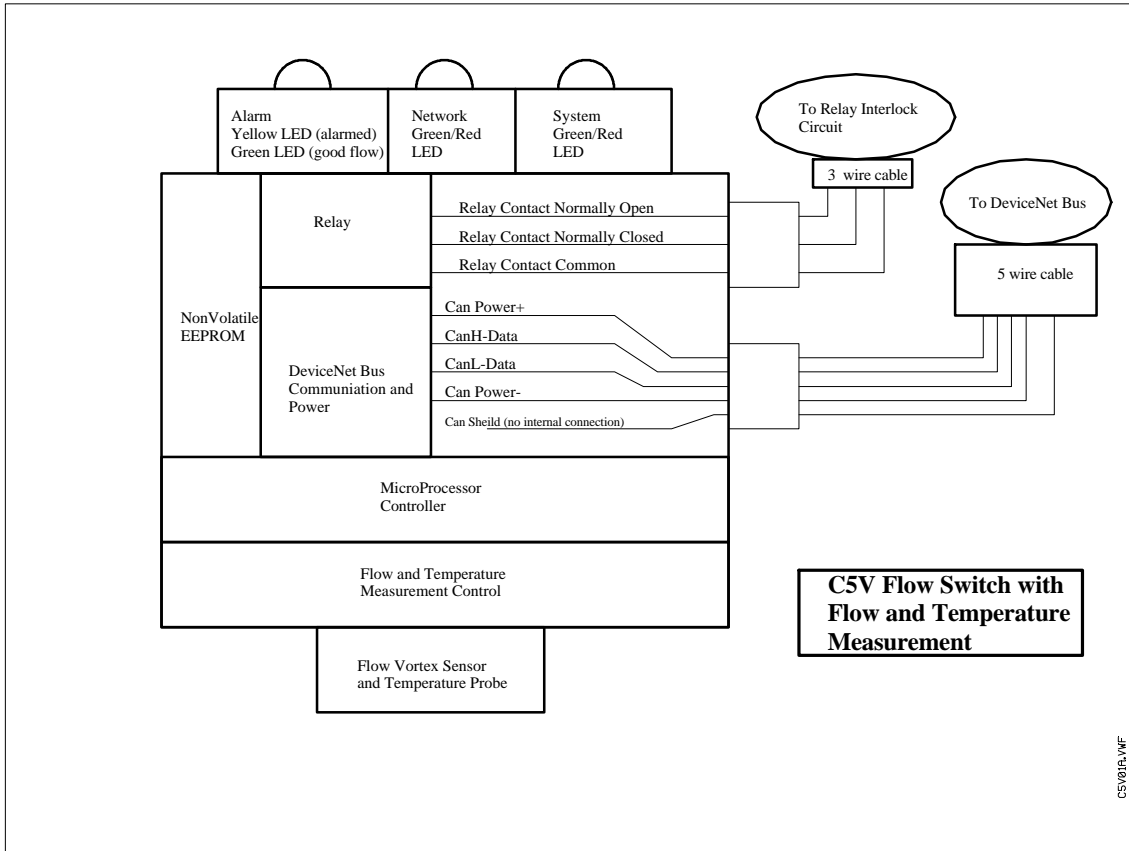 Alarm
Yellow LED (alarmed)
Green LED (good flow)
Network
Green/Red
LED
System
Green/Red
LED
To Relay Interlock
Circuit
3 wire cable
To DeviceNet Bus
5 wire cable
Relay
Relay Contact Normally Open
Relay Contact Normally Closed
Relay Contact Common
NonVolatile
EEPROM
DeviceNet Bus
Communiation and
Power
Can Power+
CanH-Data
CanL-Data
Can Power-
Can Sheild (no internal connection)
MicroProcessor
Controller
Flow and Temperature
Measurement Control
Flow Vortex Sensor
and Temperature Probe
C5V Flow Switch with
Flow and Temperature
Measurement
C5V01A.VWF